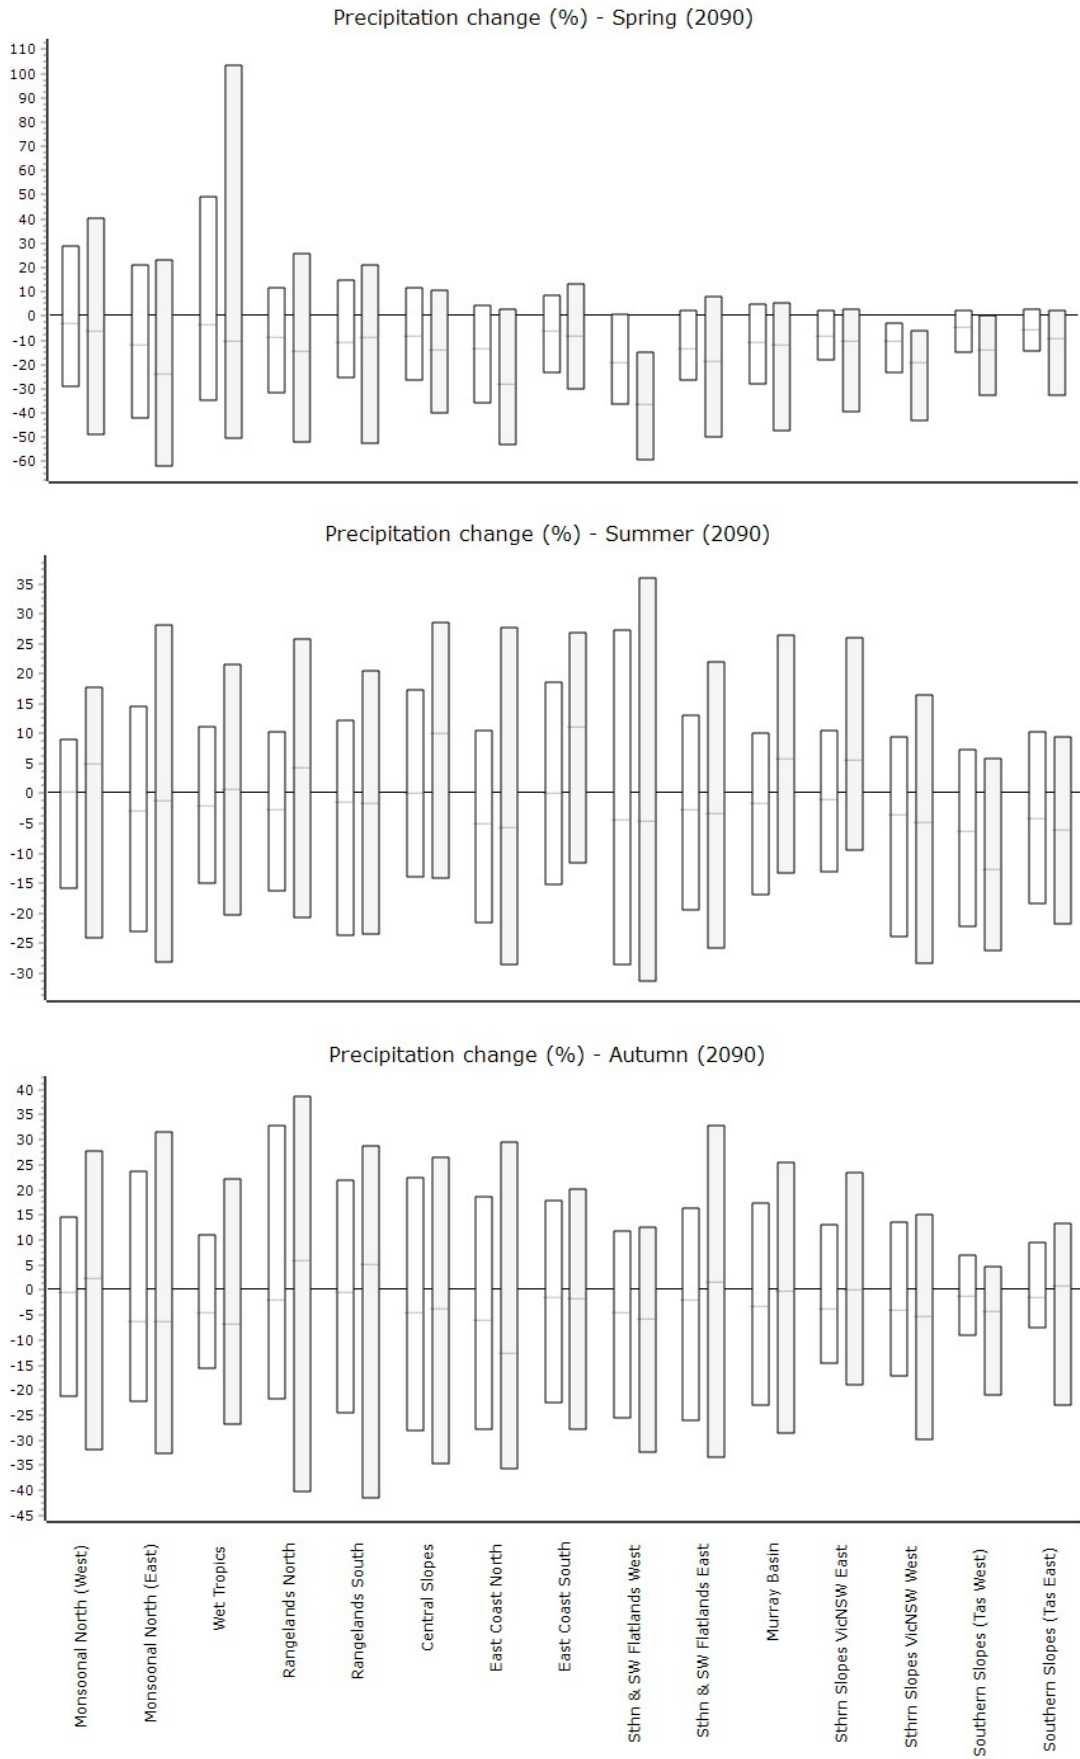 Precipitation change (%) - Spring (2090)
110
100
90
80
70
60
50
40
30
20
10
0
-10
-20
-30
-40
-50
-60
Precipitation change (%) - Summer (2090)
35
30
25
20
15
10
5
0
-5
-10
-15
-20
-25
-30
Precipitation change (%) - Autumn (2090)
40
35
30
25
20
15
10
5
0
-5
-10
-15
-20
-25
-30
-35
-40
-45
Monsoonal North (West)
Monsoonal North (East)
Wet Tropics
Rangelands North
Rangelands South
Central Slopes
East Coast North
East Coast South
Sthn & SW Flatlands West
Sthn & SW Flatlands East
Murray Basin
Sthrn Slopes VicNSW East
Sthrn Slopes VicNSW West
Southern Slopes (Tas West)
Southern Slopes (Tas East)